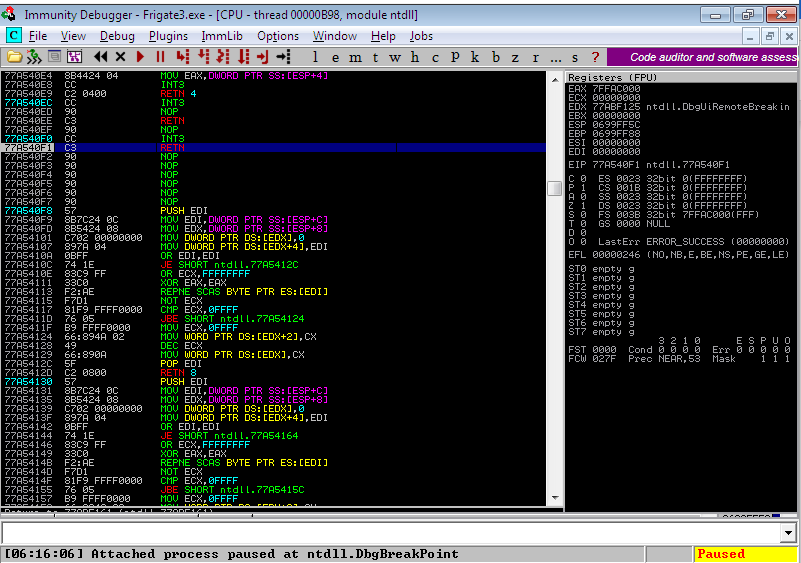 Immunity Debugger - Frigate3.exe - [CPU - thread 00000B98, module ntdll]
C File View Debug Plugins ImmLib Options Window Help Jobs
l e m t w h c p k b z r ... s ? Code auditor and software assess
77A540E4 8B4424 04 MOV EAX,DWORD PTR SS:[ESP+4]
77A540E8 CC INT3
77A540E9 C2 0400 RETN 4
77A540EC CC INT3
77A540ED 90 NOP
77A540EE C3 RETN
77A540EF 90 NOP
77A540F0 CC INT3
77A540F1 C3 RETN
77A540F2 90 NOP
77A540F3 90 NOP
77A540F4 90 NOP
77A540F5 90 NOP
77A540F6 90 NOP
77A540F7 90 NOP
77A540F8 57 PUSH EDI
77A540F9 8B7C24 0C MOV EDI,DWORD PTR SS:[ESP+C]
77A540FD 8B5424 08 MOV EDX,DWORD PTR SS:[ESP+8]
77A54101 C702 00000000 MOV DWORD PTR DS:[EDX],0
77A54107 897A 04 MOV DWORD PTR DS:[EDX+4],EDI
77A5410A 0BFF OR EDI,EDI
77A5410C 74 1E JE SHORT ntdll.77A5412C
77A5410E 83C9 FF OR ECX,FFFFFFFF
77A54111 33C0 XOR EAX,EAX
77A54113 F2:AE REPNE SCAS BYTE PTR ES:[EDI]
77A54115 F7D1 NOT ECX
77A54117 81F9 FFFF0000 CMP ECX,0FFFF
77A5411D 76 05 JBE SHORT ntdll.77A54124
77A5411F B9 FFFF0000 MOV ECX,0FFFF
77A54124 66:894A 02 MOV WORD PTR DS:[EDX+2],CX
77A54128 49 DEC ECX
77A54129 66:890A MOV WORD PTR DS:[EDX],CX
77A5412C 5F POP EDI
77A5412D C2 0800 RETN 8
77A54130 57 PUSH EDI
77A54131 8B7C24 0C MOV EDI,DWORD PTR SS:[ESP+C]
77A54135 8B5424 08 MOV EDX,DWORD PTR SS:[ESP+8]
77A54139 C702 00000000 MOV DWORD PTR DS:[EDX],0
77A5413F 897A 04 MOV DWORD PTR DS:[EDX+4],EDI
77A54142 0BFF OR EDI,EDI
77A54144 74 1E JE SHORT ntdll.77A54164
77A54146 83C9 FF OR ECX,FFFFFFFF
77A54149 33C0 XOR EAX,EAX
77A5414B F2:AE REPNE SCAS BYTE PTR ES:[EDI]
77A5414D F7D1 NOT ECX
77A5414F 81F9 FFFF0000 CMP ECX,0FFFF
77A54155 76 05 JBE SHORT ntdll.77A5415C
77A54157 B9 FFFF0000 MOV ECX,0FFFF
Registers (FPU)
EAX 7FFAC000
ECX 00000000
EDX 77ABF125 ntdll.DbgUiRemoteBreakin
EBX 00000000
ESP 0699FF5C
EBP 0699FF88
ESI 00000000
EDI 00000000
EIP 77A540F1 ntdll.77A540F1
C 0 ES 0023 32bit 0(FFFFFFFF)
P 1 CS 001B 32bit 0(FFFFFFFF)
A 0 SS 0023 32bit 0(FFFFFFFF)
Z 1 DS 0023 32bit 0(FFFFFFFF)
S 0 FS 003B 32bit 7FFAC000(FFF)
T 0 GS 0000 NULL
D 0
O 0 LastErr ERROR_SUCCESS (00000000)
EFL 00000246 (NO,NB,E,BE,NS,PE,GE,LE)
ST0 empty g
ST1 empty g
ST2 empty g
ST3 empty g
ST4 empty g
ST5 empty g
ST6 empty g
ST7 empty g
3 2 1 0 E S P U O
FST 0000 Cond 0 0 0 0 Err 0 0 0 0 0
FCW 027F Prec NEAR,53 Mask 1 1 1
[06:16:06] Attached process paused at ntdll.DbgBreakPoint
Paused